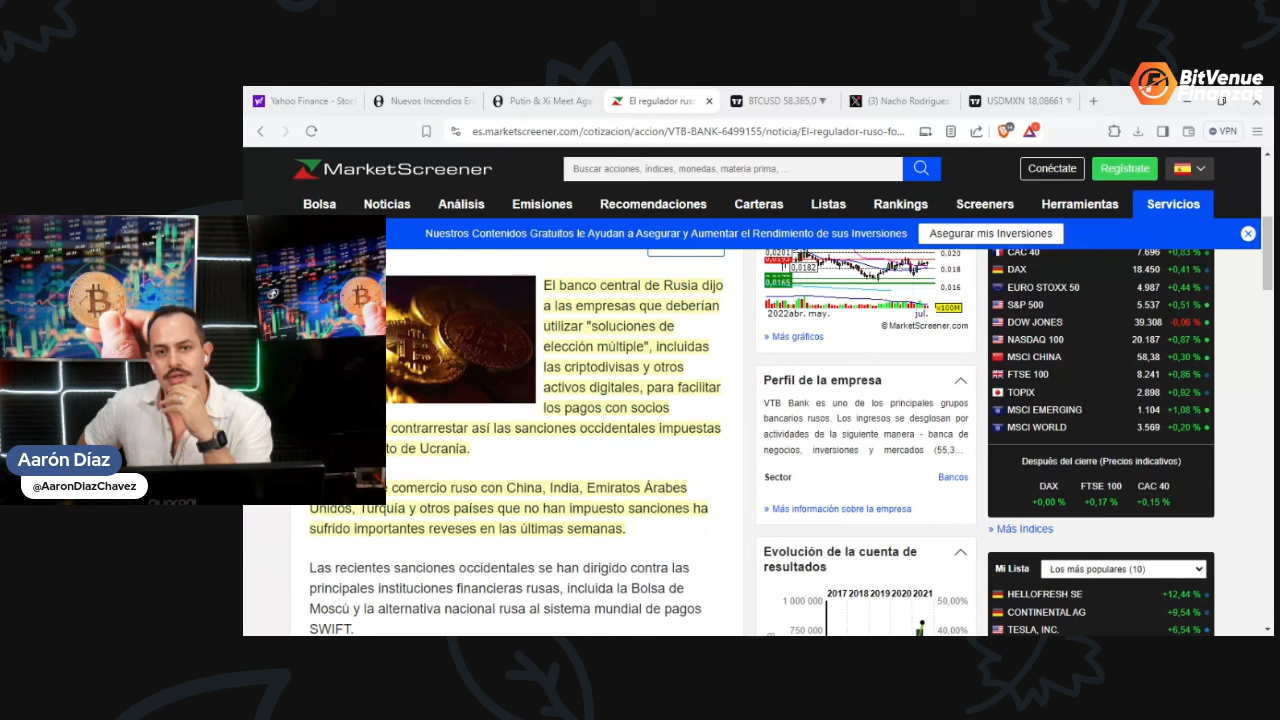 BitVenue
Finanzas
Yahoo Finance - Stoc
Nuevos Incendios En
Putin & Xi Meet Aga
El regulador ruso
BTCUSD 58.365,0 ▼
(3) Nacho Rodriguez
USDMXN 18,08661 ▼
es.marketscreener.com/cotizacion/accion/VTB-BANK-6499155/noticia/El-regulador-ruso-fo...
VPN
MarketScreener
Buscar acciones, índices, monedas, materia prima, ...
Conéctate
Regístrate
Bolsa
Noticias
Análisis
Emisiones
Recomendaciones
Carteras
Listas
Rankings
Screeners
Herramientas
Servicios
Nuestros Contenidos Gratuitos le Ayudan a Asegurar y Aumentar el Rendimiento de sus Inversiones
Asegurar mis Inversiones
El banco central de Rusia dijo
a las empresas que deberían
utilizar "soluciones de
elección múltiple", incluidas
las criptodivisas y otros
activos digitales, para facilitar
los pagos con socios
y contrarrestar así las sanciones occidentales impuestas
to de Ucrania.
comercio ruso con China, India, Emiratos Árabes
Unidos, Turquía y otros países que no han impuesto sanciones ha
sufrido importantes reveses en las últimas semanas.
Las recientes sanciones occidentales se han dirigido contra las
principales instituciones financieras rusas, incluida la Bolsa de
Moscú y la alternativa nacional rusa al sistema mundial de pagos
SWIFT.
Aarón Díaz
@AaronDiazChavez
0,0201
0,0193
0,0182
0,0165
0,020
0,018
0,016
x100M
2022 abr. may. jul.
© MarketScreener.com
» Más gráficos
Perfil de la empresa
VTB Bank es uno de los principales grupos
bancarios rusos. Los ingresos se desglosan por
actividades de la siguiente manera - banca de
negocios, inversiones y mercados (55,3...
Sector Bancos
» Más información sobre la empresa
Evolución de la cuenta de
resultados
2017 2018 2019 2020 2021
1 000 000
50,00%
750 000
40,00%
CAC 40 7.696 +0,83 %
DAX 18.450 +0,41 %
EURO STOXX 50 4.987 +0,44 %
S&P 500 5.537 +0,51 %
DOW JONES 39.308 -0,06 %
NASDAQ 100 20.187 +0,87 %
MSCI CHINA 58,38 +0,30 %
FTSE 100 8.241 +0,86 %
TOPIX 2.898 +0,92 %
MSCI EMERGING 1.104 +1,08 %
MSCI WORLD 3.569 +0,20 %
Después del cierre (Precios indicativos)
DAX FTSE 100 CAC 40
+0,00 % +0,17 % +0,15 %
» Más Indices
Mi Lista
Los más populares (10)
HELLOFRESH SE +12,44 %
CONTINENTAL AG +9,54 %
TESLA, INC. +6,54 %